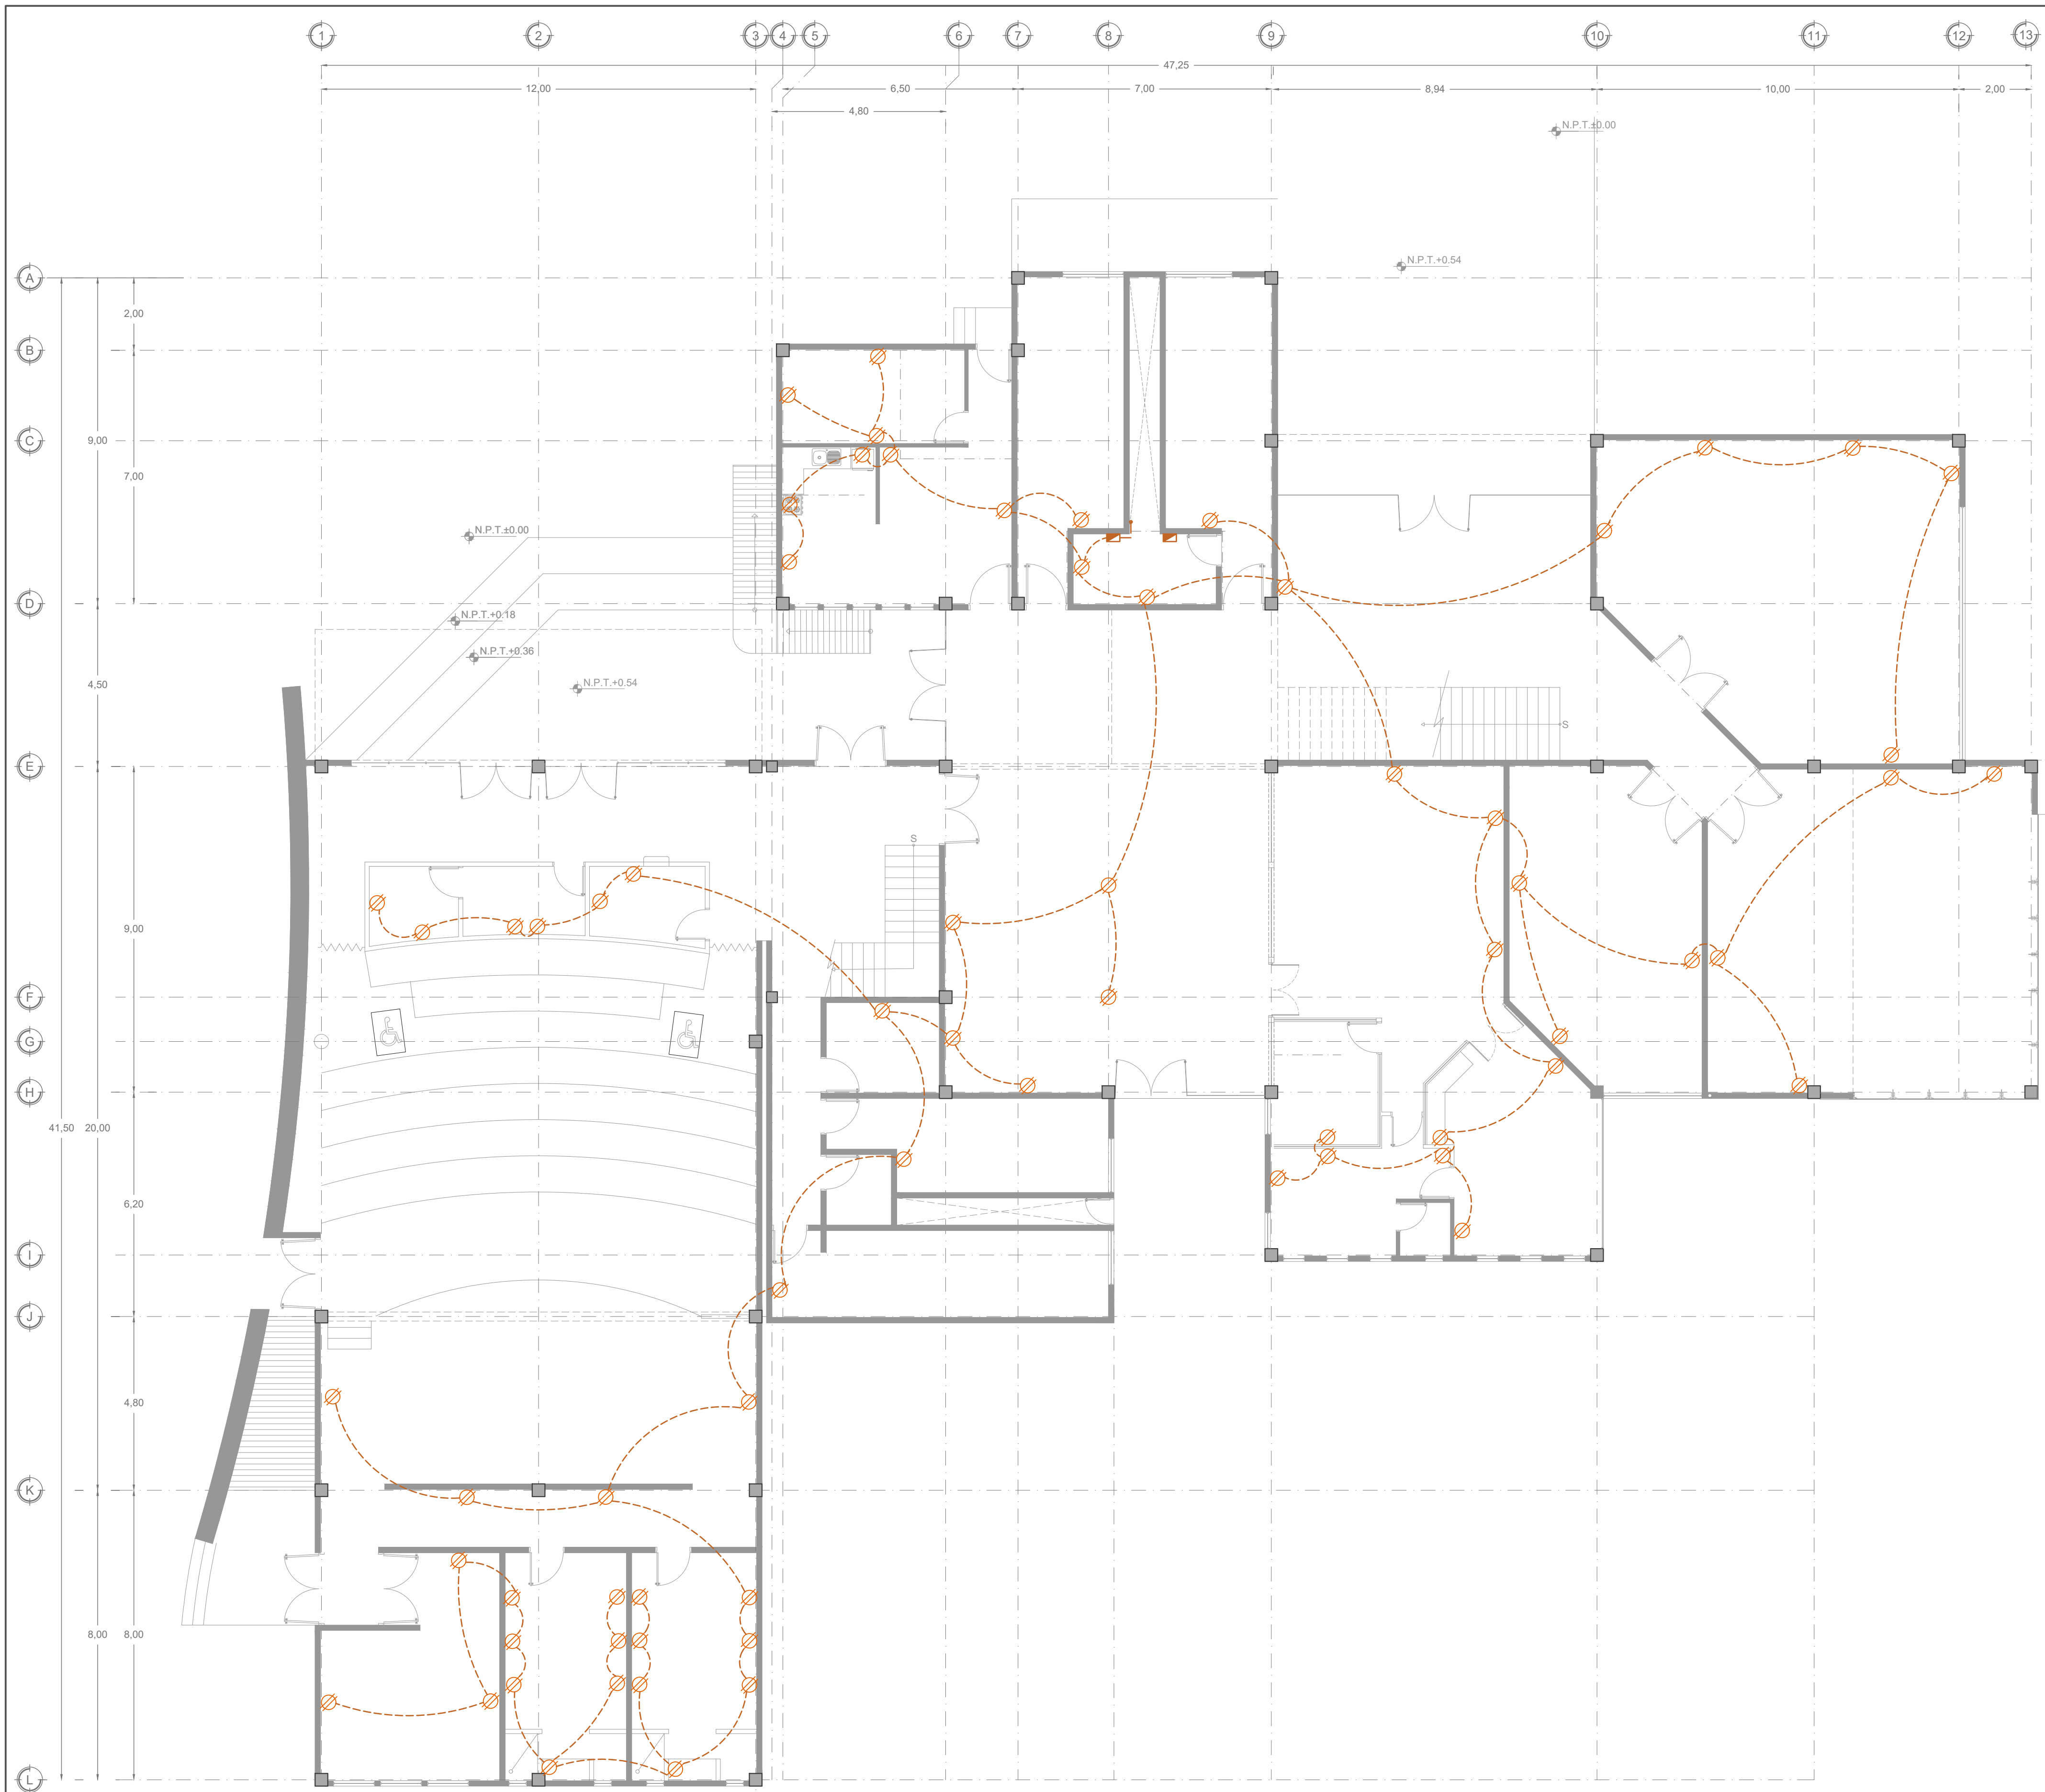 1 2 3 4 5 6 7 8 9 10 11 12 13
47,25
12,00 6,50 7,00 8,94 10,00 2,00
4,80
N.P.T.±0.00
N.P.T.+0.54
A
2,00
B
9,00
C
7,00
N.P.T.±0.00
D
N.P.T.+0.18
N.P.T.+0.36
4,50
N.P.T.+0.54
S
E
S
9,00
F
G
H
41,50 20,00
6,20
I
J
4,80
K
8,00 8,00
L